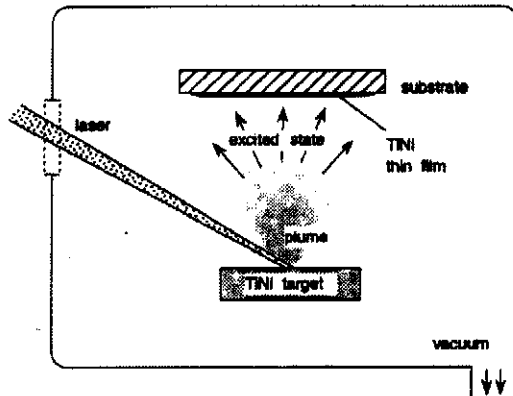 substrate
laser
excited state
TiNi
thin film
plume
TiNi target
vacuum